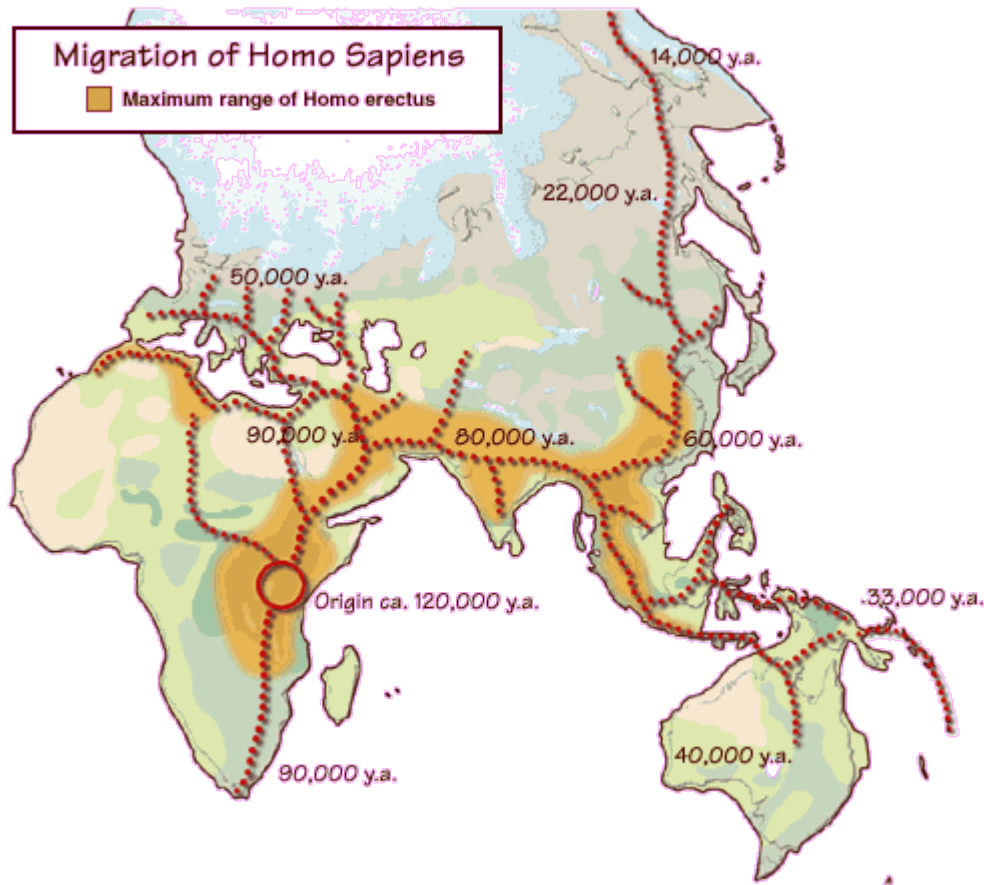 Migration of Homo Sapiens
Maximum range of Homo erectus
14,000 y.a.
22,000 y.a.
50,000 y.a.
90,000 y.a.
80,000 y.a.
60,000 y.a.
Origin ca. 120,000 y.a.
33,000 y.a.
40,000 y.a.
90,000 y.a.